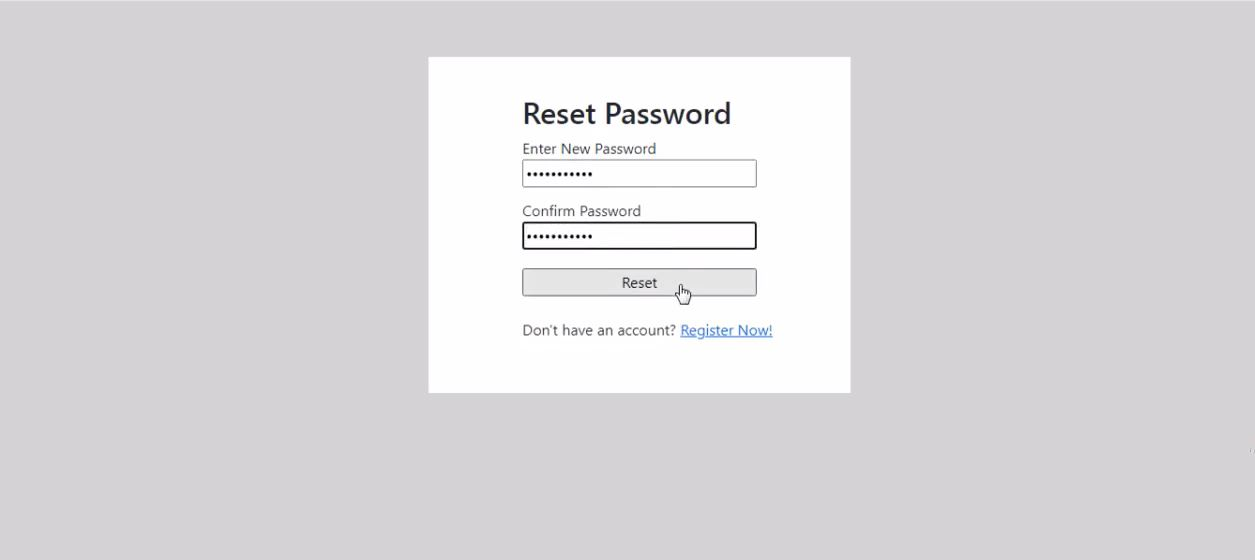 Reset Password
Enter New Password
•••••••••••
Confirm Password
•••••••••••
Reset
Don't have an account? Register Now!